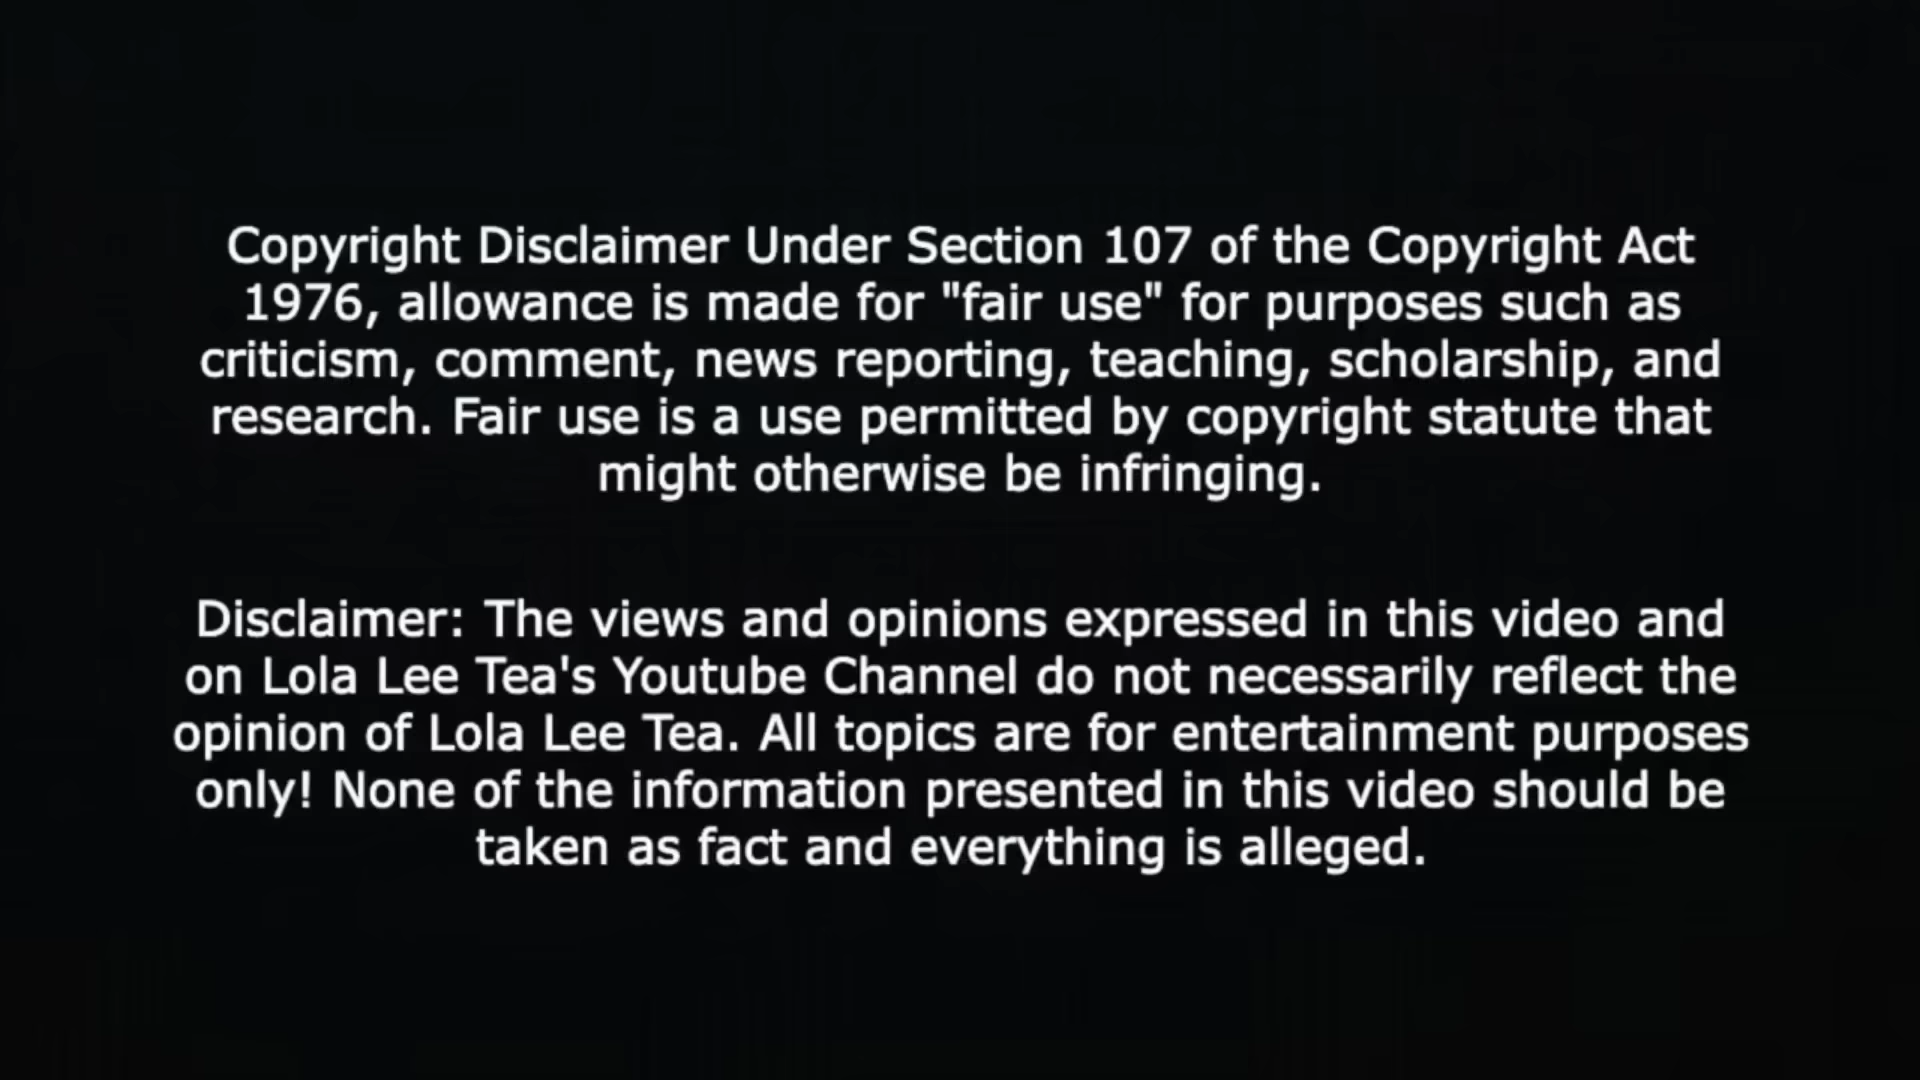 Copyright Disclaimer Under Section 107 of the Copyright Act
1976, allowance is made for "fair use" for purposes such as
criticism, comment, news reporting, teaching, scholarship, and
research. Fair use is a use permitted by copyright statute that
might otherwise be infringing.
Disclaimer: The views and opinions expressed in this video and
on Lola Lee Tea's Youtube Channel do not necessarily reflect the
opinion of Lola Lee Tea. All topics are for entertainment purposes
only! None of the information presented in this video should be
taken as fact and everything is alleged.